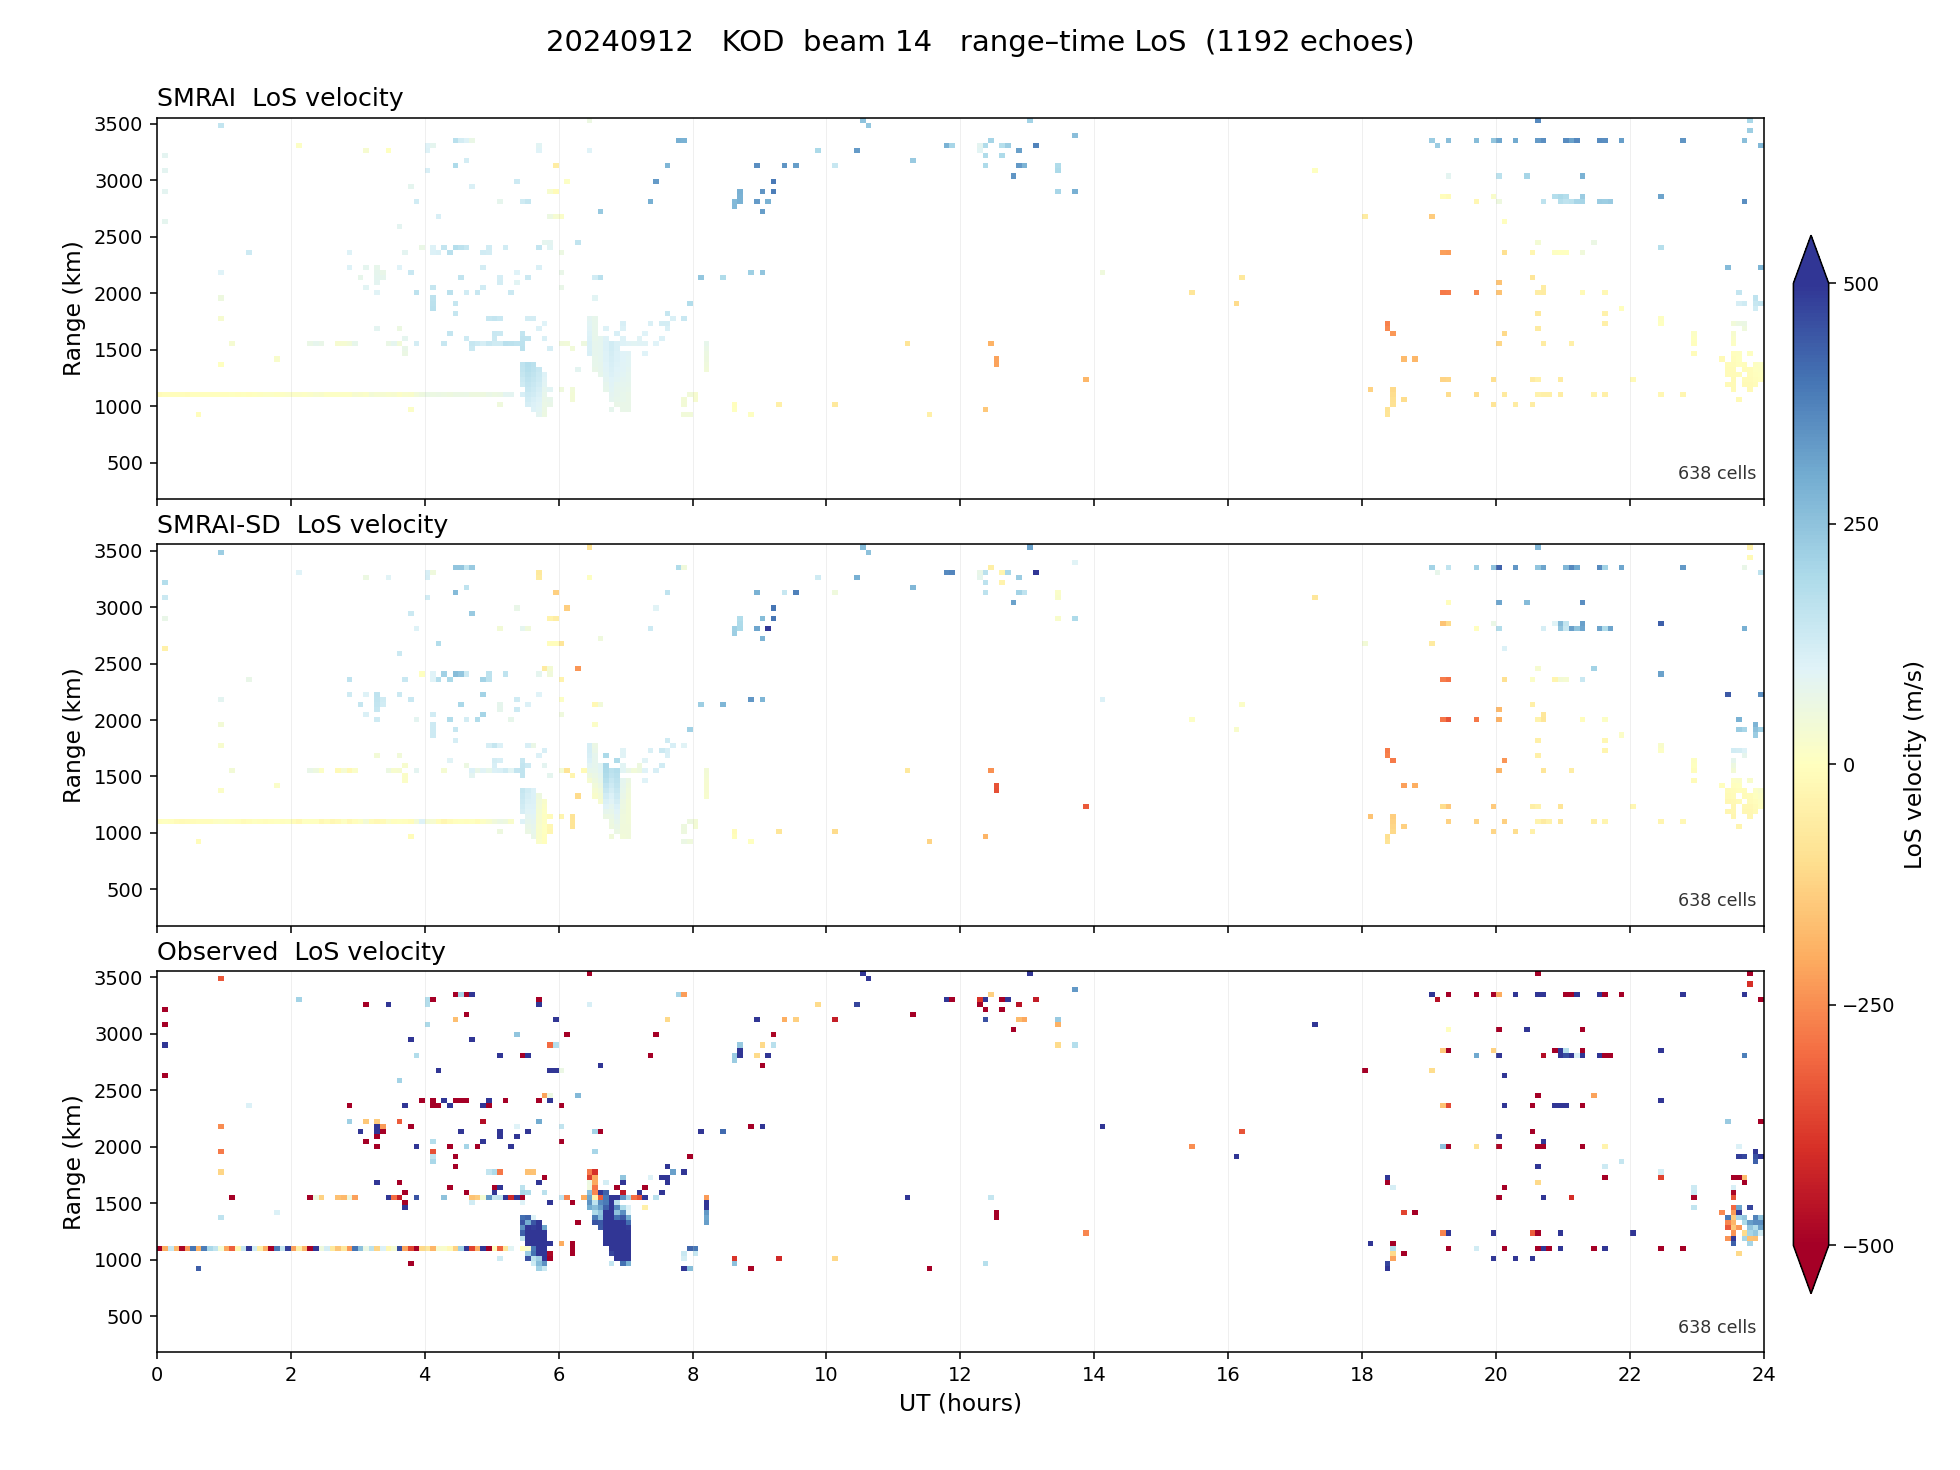 20240912   KOD  beam 14   range–time LoS  (1192 echoes)
SMRAI  LoS velocity
3500
3000
2500
2000
1500
1000
500
Range (km)
638 cells
SMRAI-SD  LoS velocity
3500
3000
2500
2000
1500
1000
500
Range (km)
638 cells
Observed  LoS velocity
3500
3000
2500
2000
1500
1000
500
Range (km)
638 cells
0 2 4 6 8 10 12 14 16 18 20 22 24
UT (hours)
500
250
0
−250
−500
LoS velocity (m/s)